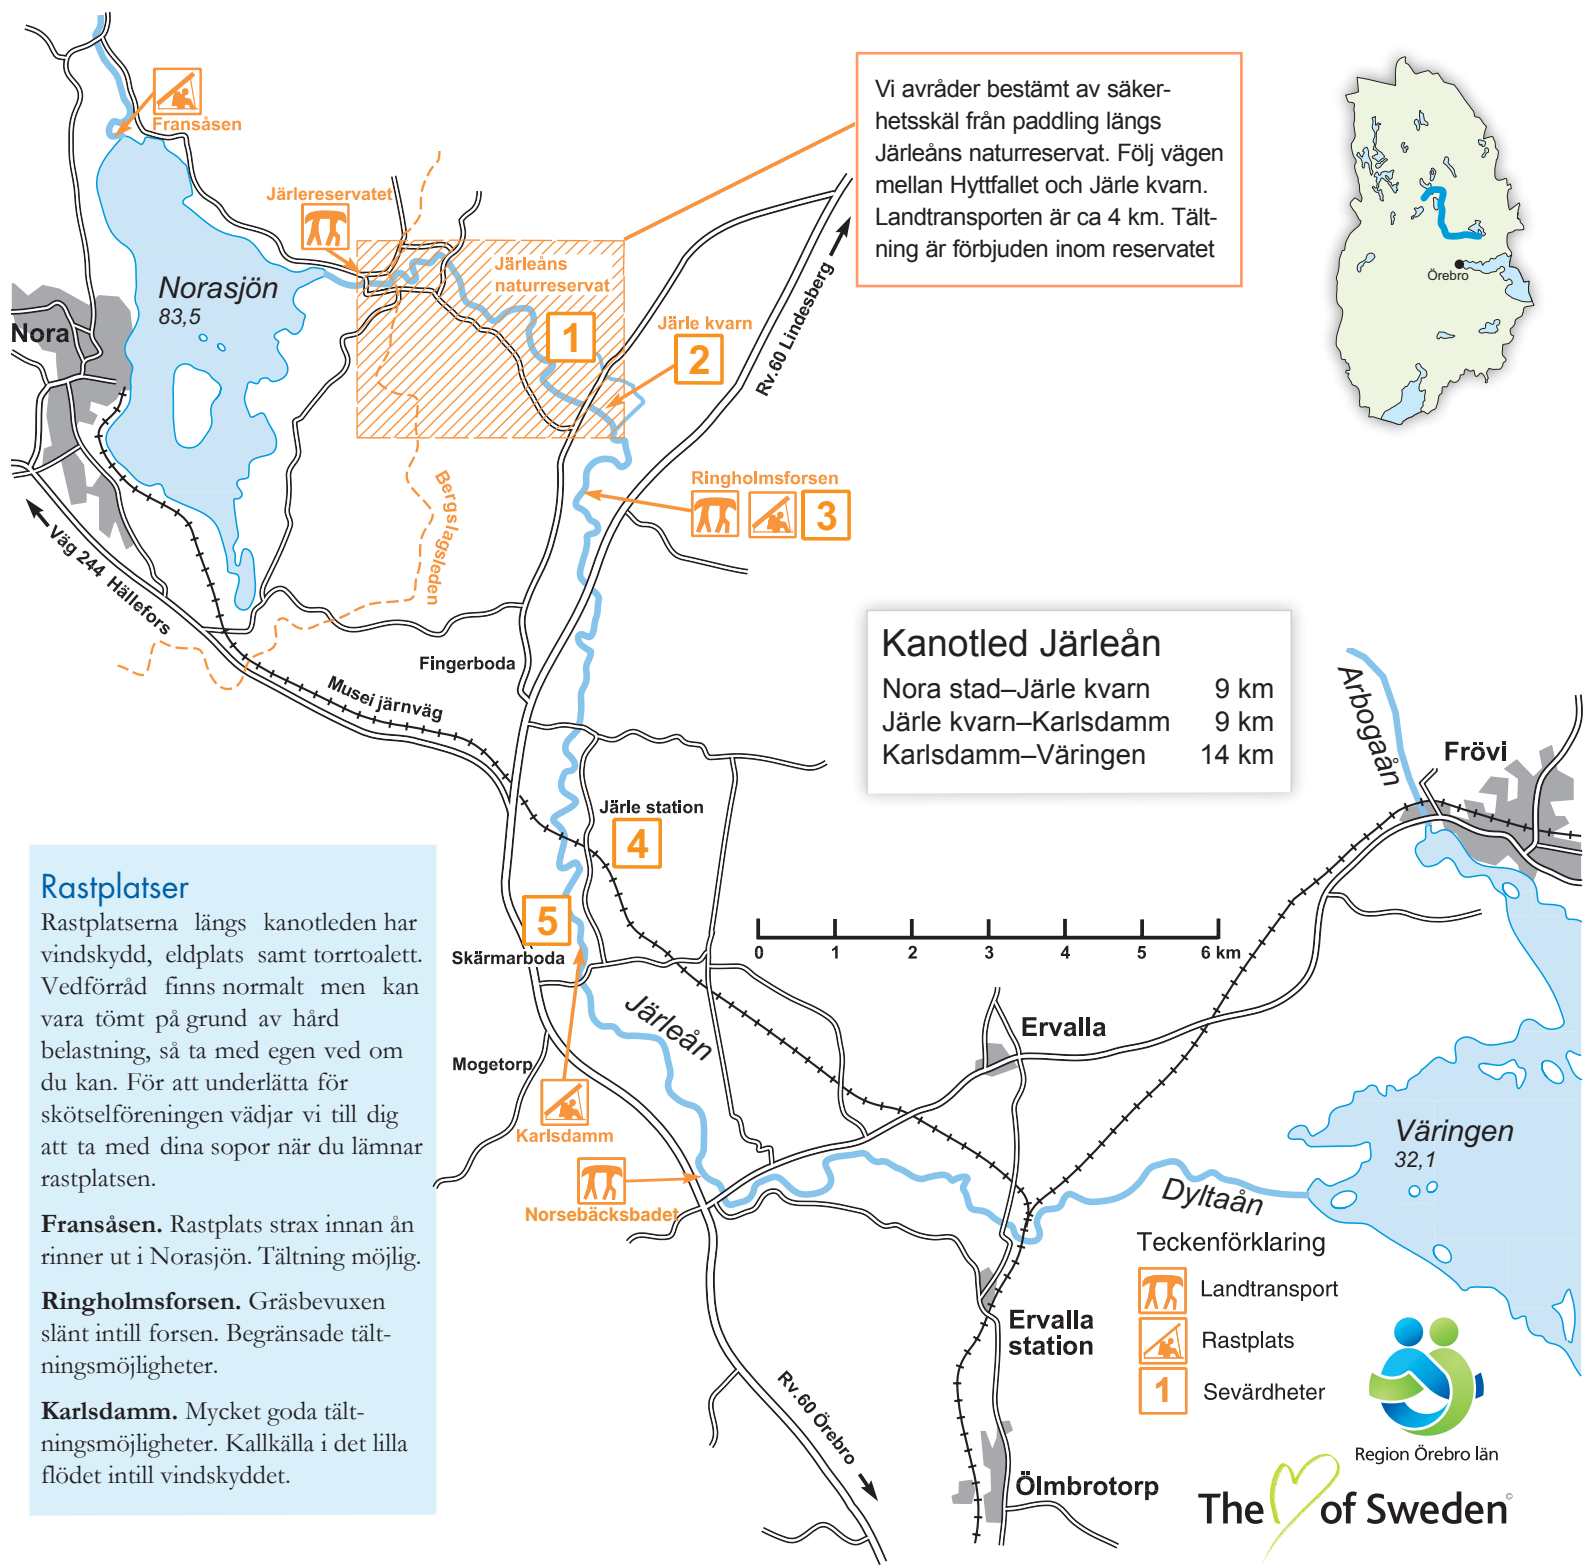 Fransåsen
Järlereservatet
Vi avråder bestämt av säker-
hetsskäl från paddling längs
Järleåns naturreservat. Följ vägen
mellan Hyttfallet och Järle kvarn.
Landtransporten är ca 4 km. Tält-
ning är förbjuden inom reservatet
Örebro
Norasjön
83,5
Nora
Järleåns
naturreservat
1
Järle kvarn
2
Rv.60 Lindesberg
Ringholmsforsen
3
Bergslagsleden
Väg 244 Hällefors
Fingerboda
Musei järnväg
Kanotled Järleån
Nora stad–Järle kvarn 9 km
Järle kvarn–Karlsdamm 9 km
Karlsdamm–Väringen 14 km
Arbogaån
Frövi
Järle station
4
5
Skärmarboda
0 1 2 3 4 5 6 km
Järleån
Ervalla
Mogetorp
Karlsdamm
Norsebäcksbadet
Väringen
32,1
Dyltaån
Rastplatser
Rastplatserna längs kanotleden har
vindskydd, eldplats samt torrtoalett.
Vedförråd finns normalt men kan
vara tömt på grund av hård
belastning, så ta med egen ved om
du kan. För att underlätta för
skötselföreningen vädjar vi till dig
att ta med dina sopor när du lämnar
rastplatsen.
Fransåsen. Rastplats strax innan ån
rinner ut i Norasjön. Tältning möjlig.
Ringholmsforsen. Gräsbevuxen
slänt intill forsen. Begränsade tält-
ningsmöjligheter.
Karlsdamm. Mycket goda tält-
ningsmöjligheter. Kallkälla i det lilla
flödet intill vindskyddet.
Teckenförklaring
Landtransport
Rastplats
1 Sevärdheter
Ervalla
station
Rv.60 Örebro
Ölmbrotorp
Region Örebro län
The of Sweden©